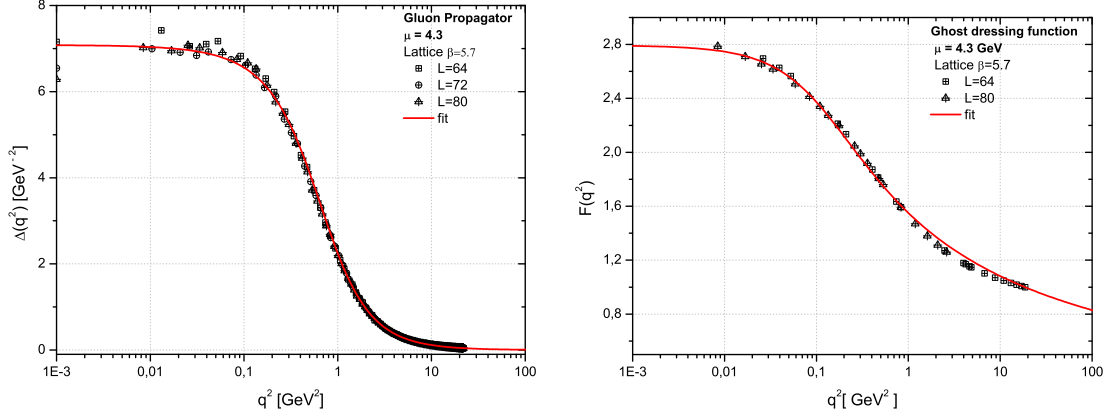 Gluon Propagator
μ = 4.3
Lattice β=5.7
L=64
L=72
L=80
fit
Δ(q²) [GeV⁻²]
8
6
4
2
0
1E-3
0,01
0,1
1
10
100
q² [GeV²]
Ghost dressing function
μ = 4.3 GeV
Lattice β=5.7
L=64
L=80
fit
F(q²)
2,8
2,4
2,0
1,6
1,2
0,8
1E-3
0,01
0,1
1
10
100
q²[ GeV² ]